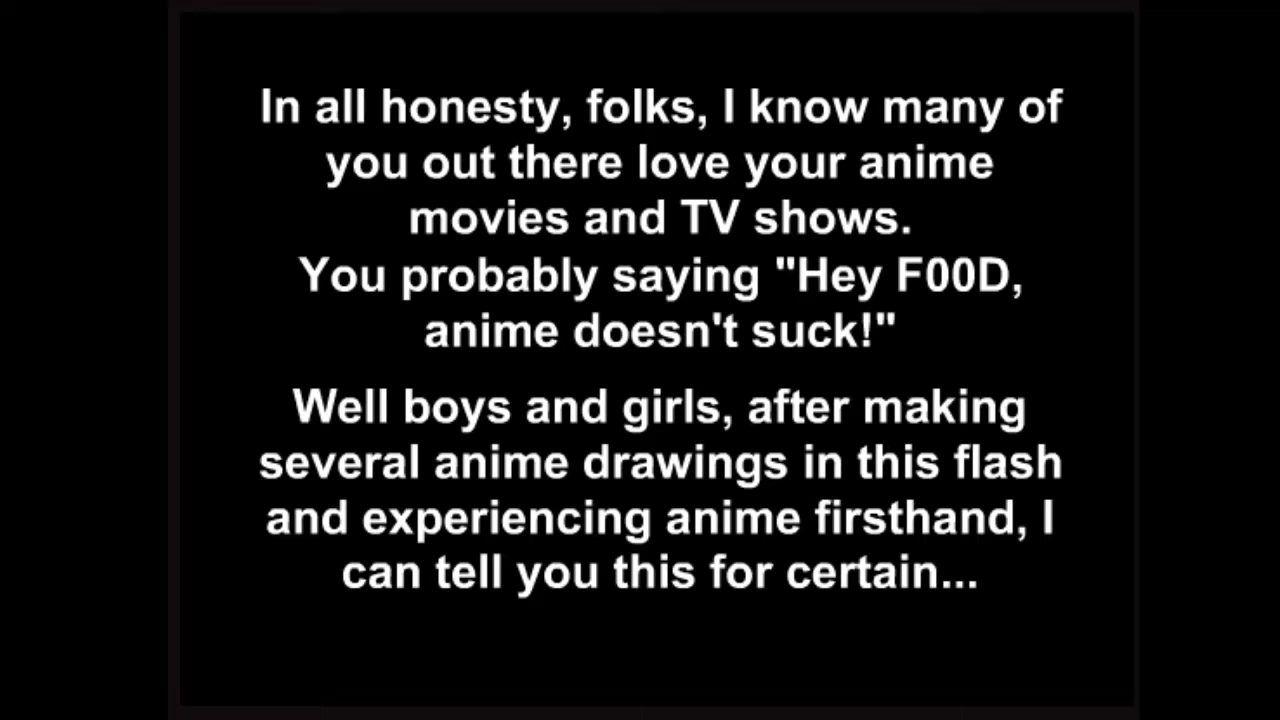 In all honesty, folks, I know many of
you out there love your anime
movies and TV shows.
You probably saying "Hey F00D,
anime doesn't suck!"
Well boys and girls, after making
several anime drawings in this flash
and experiencing anime firsthand, I
can tell you this for certain...